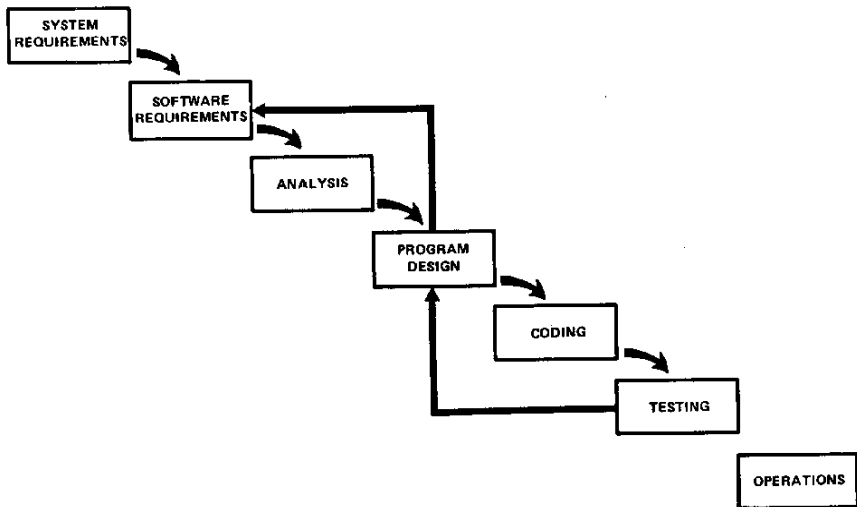 SYSTEM
REQUIREMENTS
SOFTWARE
REQUIREMENTS
ANALYSIS
PROGRAM
DESIGN
CODING
TESTING
OPERATIONS